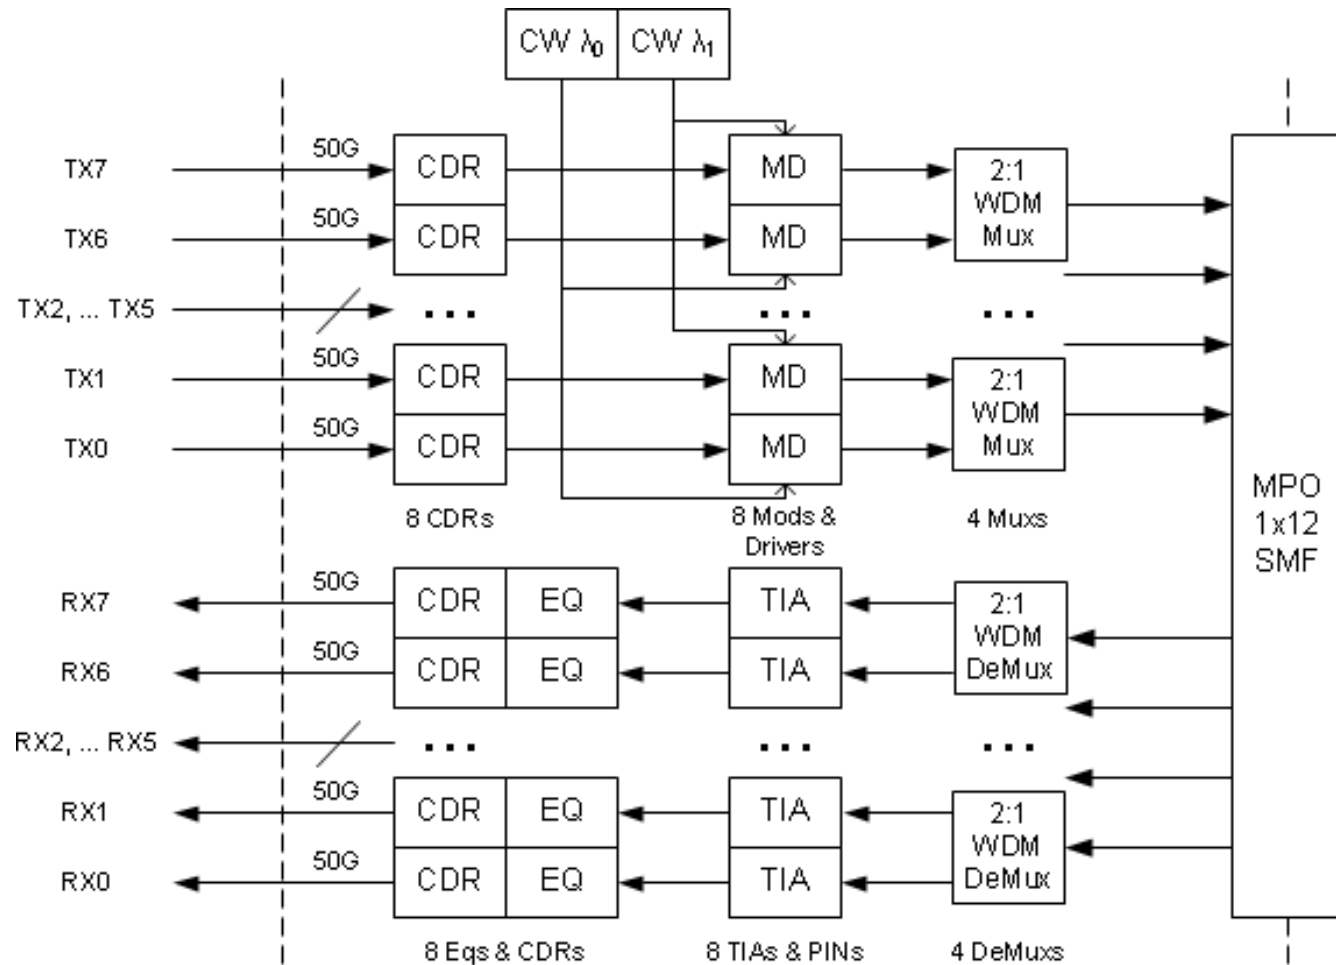 CW λ0 CW λ1
TX7 50G CDR MD 2:1
WDM
Mux
TX6 50G CDR MD
TX2, ... TX5 ... ... ...
TX1 50G CDR MD 2:1
WDM
Mux
TX0 50G CDR MD
8 CDRs 8 Mods &
Drivers 4 Muxs
MPO
1x12
SMF
RX7 50G CDR EQ TIA 2:1
WDM
DeMux
RX6 50G CDR EQ TIA
RX2, ... RX5 ... ... ...
RX1 50G CDR EQ TIA 2:1
WDM
DeMux
RX0 50G CDR EQ TIA
8 Eqs & CDRs 8 TIAs & PINs 4 DeMuxs